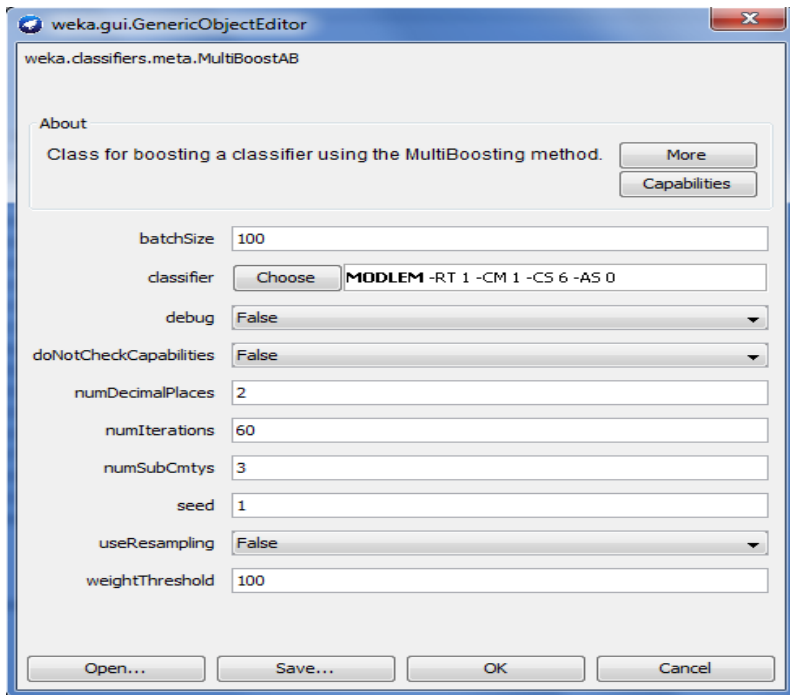 weka.gui.GenericObjectEditor
weka.classifiers.meta.MultiBoostAB
About
Class for boosting a classifier using the MultiBoosting method.
More
Capabilities
batchSize 100
classifier Choose MODLEM -RT 1 -CM 1 -CS 6 -AS 0
debug False
doNotCheckCapabilities False
numDecimalPlaces 2
numIterations 60
numSubCmtys 3
seed 1
useResampling False
weightThreshold 100
Open... Save... OK Cancel